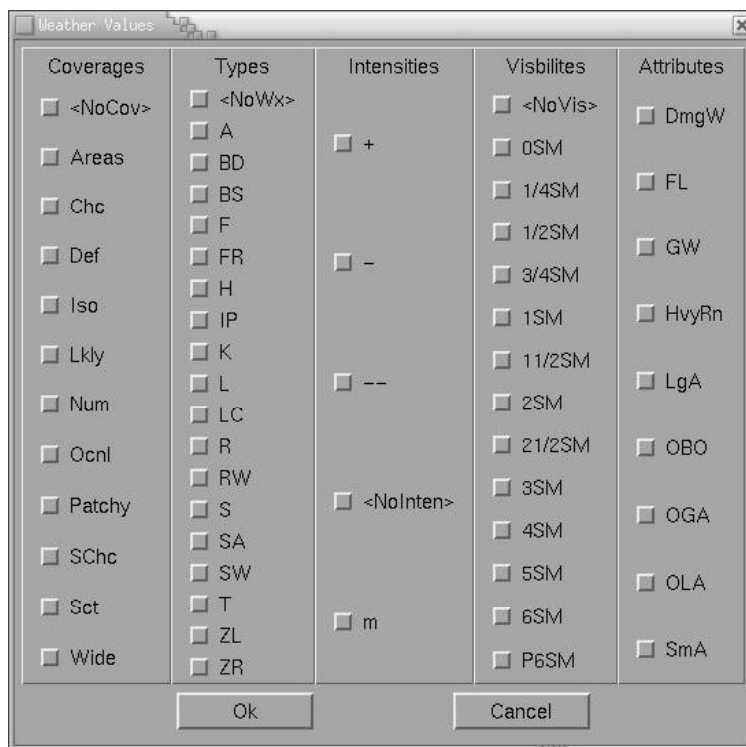 Weather Values
Coverages
<NoCov>
Areas
Chc
Def
Iso
Lkly
Num
Ocnl
Patchy
SChc
Sct
Wide
Types
<NoWx>
A
BD
BS
F
FR
H
IP
K
L
LC
R
RW
S
SA
SW
T
ZL
ZR
Intensities
+
-
--
<NoInten>
m
Visbilites
<NoVis>
0SM
1/4SM
1/2SM
3/4SM
1SM
11/2SM
2SM
21/2SM
3SM
4SM
5SM
6SM
P6SM
Attributes
DmgW
FL
GW
HvyRn
LgA
OBO
OGA
OLA
SmA
Ok
Cancel